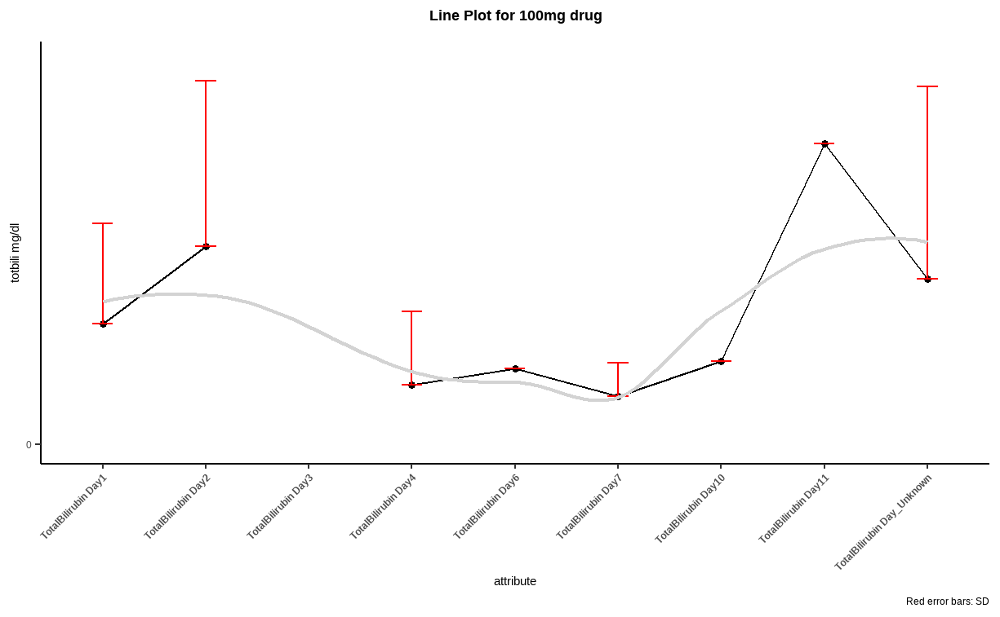 Line Plot for 100mg drug
totbili mg/dl
0
TotalBilirubin Day1
TotalBilirubin Day2
TotalBilirubin Day3
TotalBilirubin Day4
TotalBilirubin Day6
TotalBilirubin Day7
TotalBilirubin Day10
TotalBilirubin Day11
TotalBilirubin Day_Unknown
attribute
Red error bars: SD